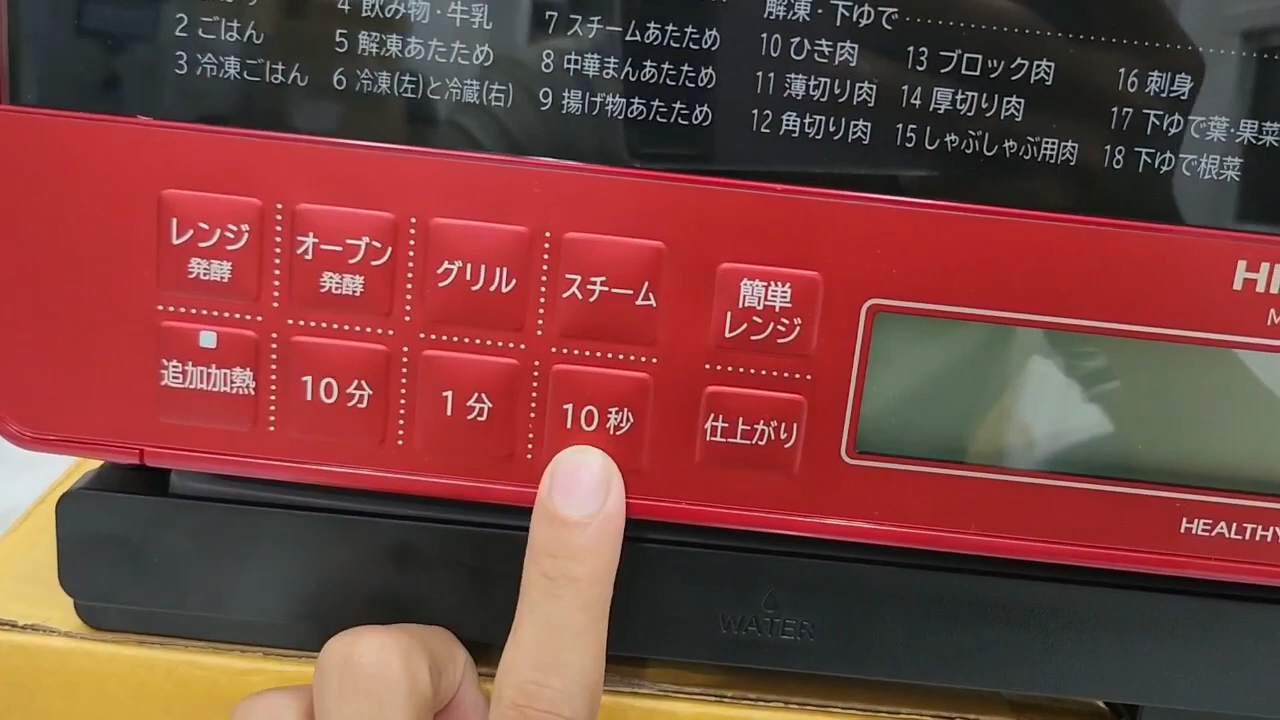 2 ごはん
3 冷凍ごはん
4 飲み物・牛乳
5 解凍あたため
6 冷凍(左)と冷蔵(右)
7 スチームあたため
8 中華まんあたため
9 揚げ物あたため
解凍・下ゆで
10 ひき肉
11 薄切り肉
12 角切り肉
13 ブロック肉
14 厚切り肉
15 しゃぶしゃぶ用肉
16 刺身
17 下ゆで葉・果菜
18 下ゆで根菜
レンジ
発酵
オーブン
発酵
グリル
スチーム
簡単
レンジ
追加加熱
10分
1分
10秒
仕上がり
HEALTHY
WATER